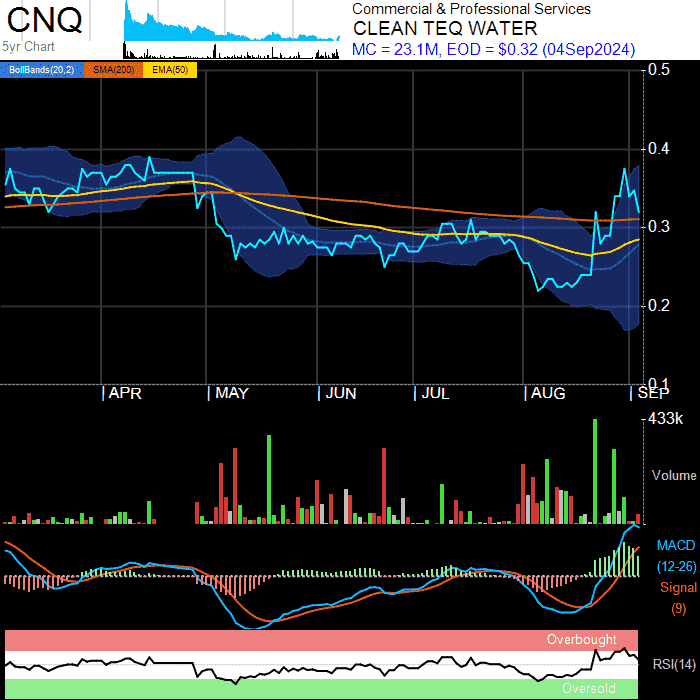 CNQ
5yr Chart
Commercial & Professional Services
CLEAN TEQ WATER
MC = 23.1M, EOD = $0.32 (04Sep2024)
BollBands(20,2) SMA(200) EMA(50)
0.5
0.4
0.3
0.2
0.1
APR MAY JUN JUL AUG SEP
433k
Volume
MACD
(12-26)
Signal
(9)
Overbought
RSI(14)
Oversold